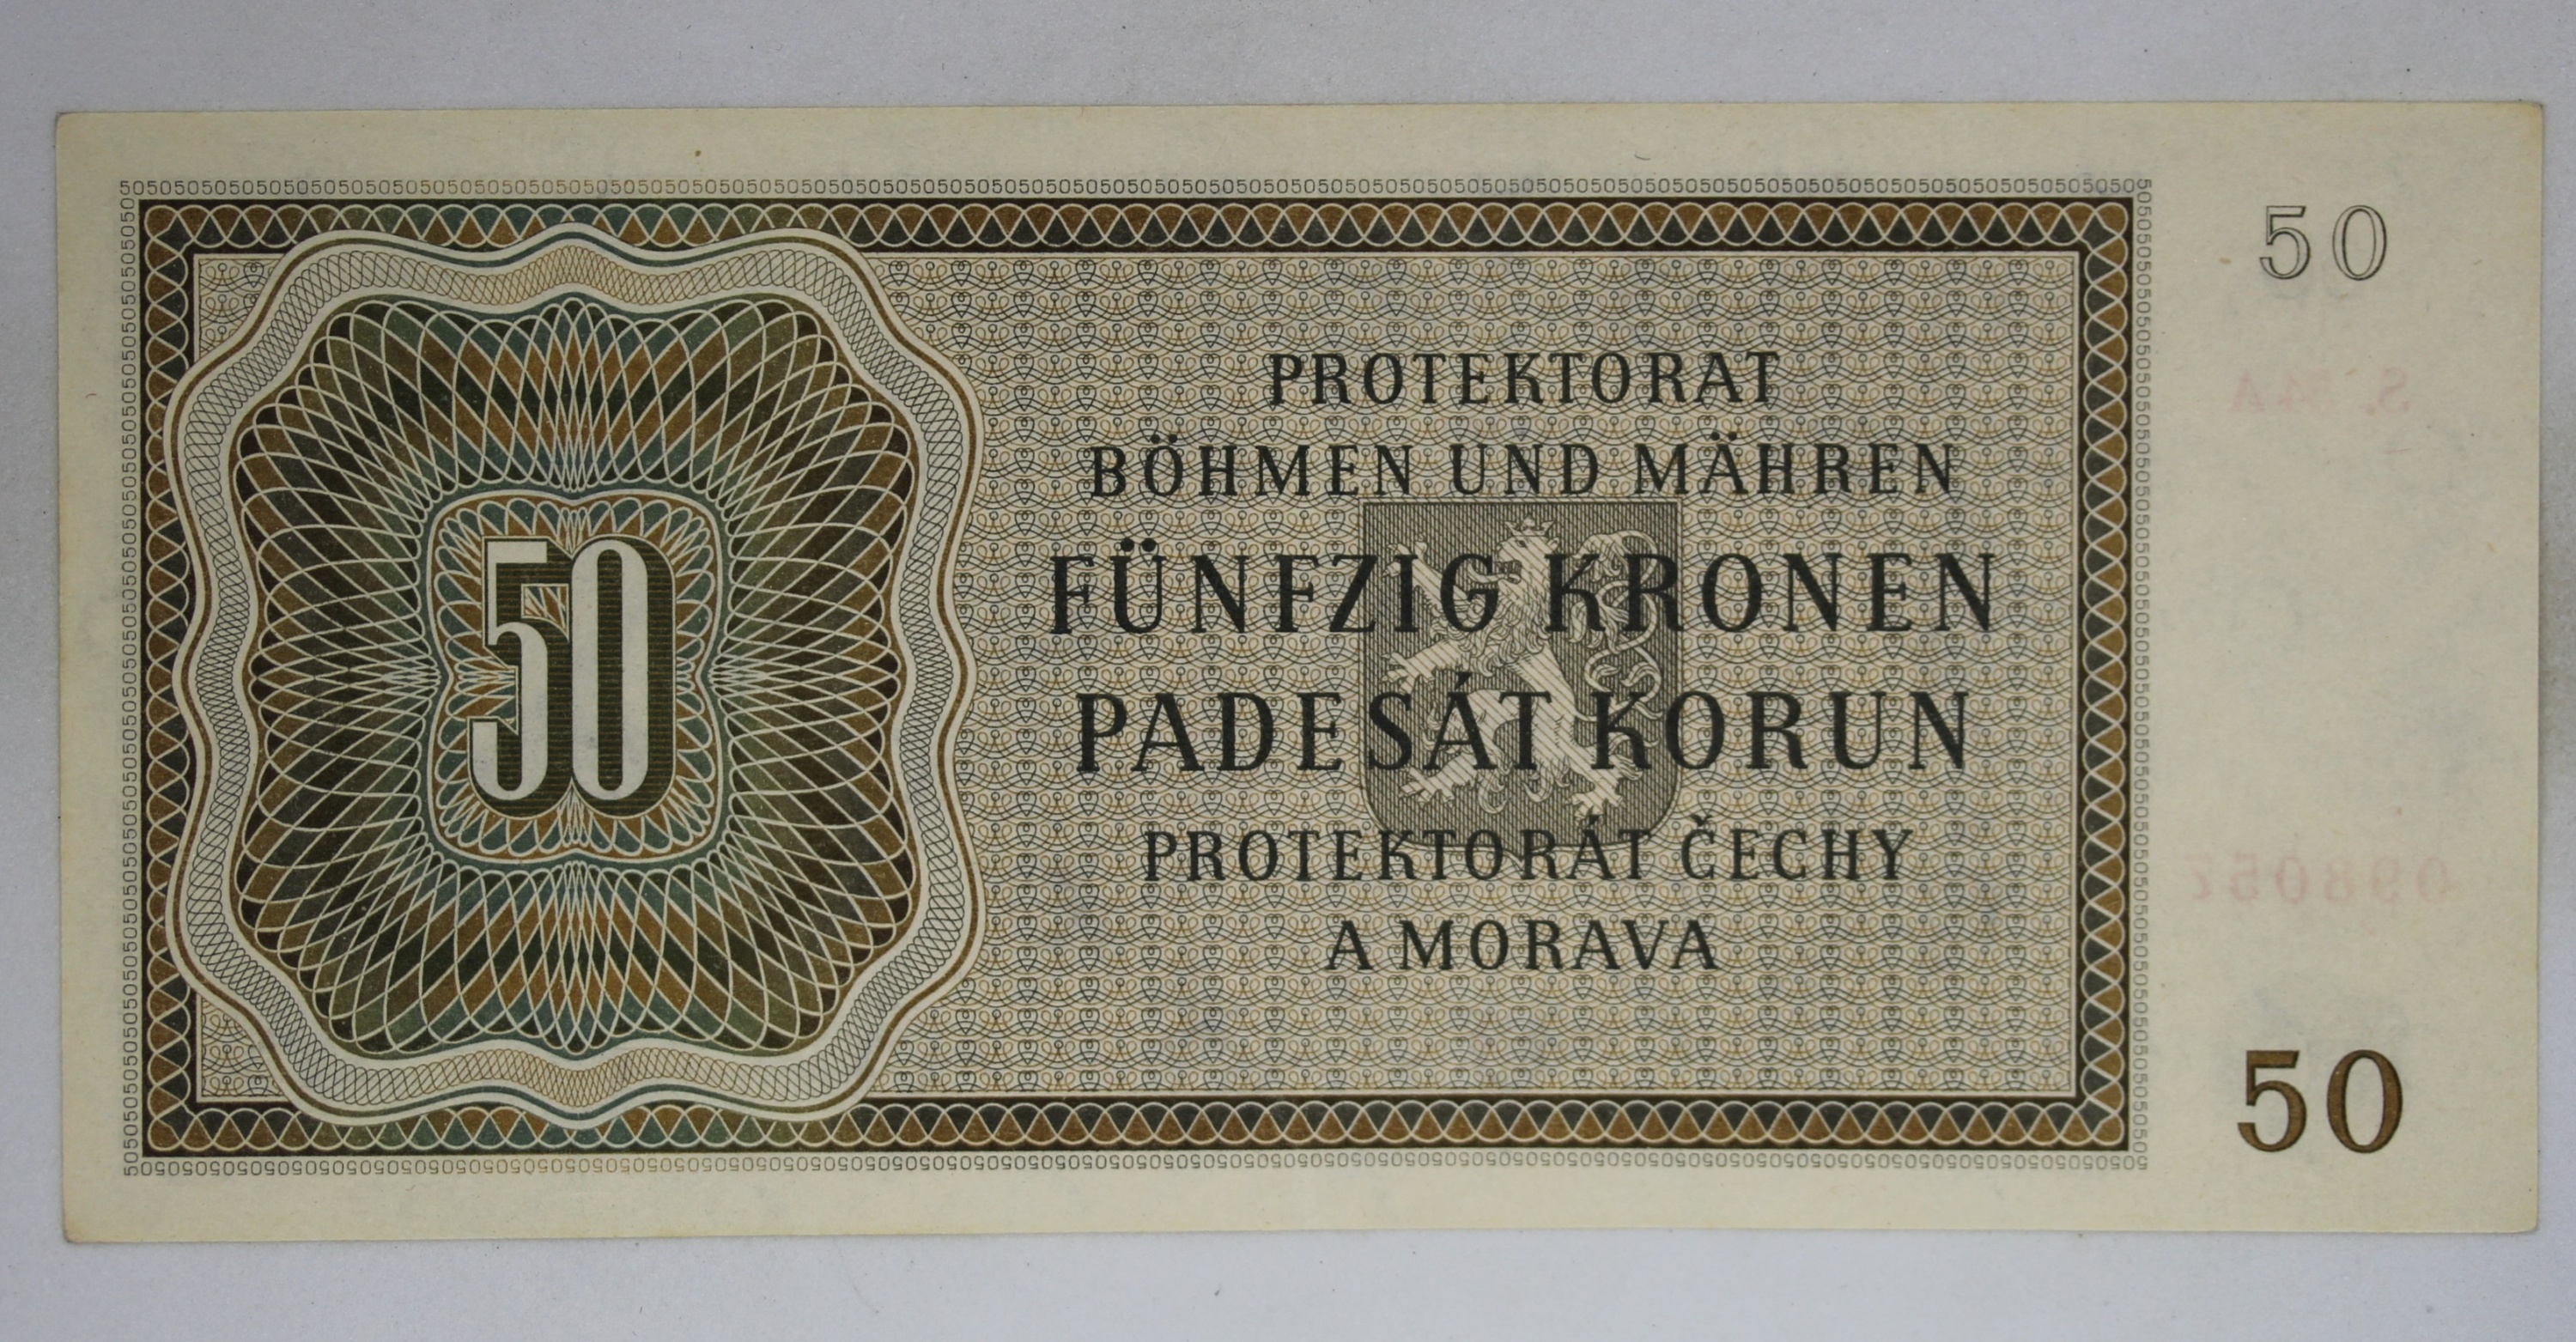 50
PROTEKTORAT
BÖHMEN UND MÄHREN
FÜNFZIG KRONEN
PADESÁT KORUN
PROTEKTORÁT ČECHY
A MORAVA
50
50